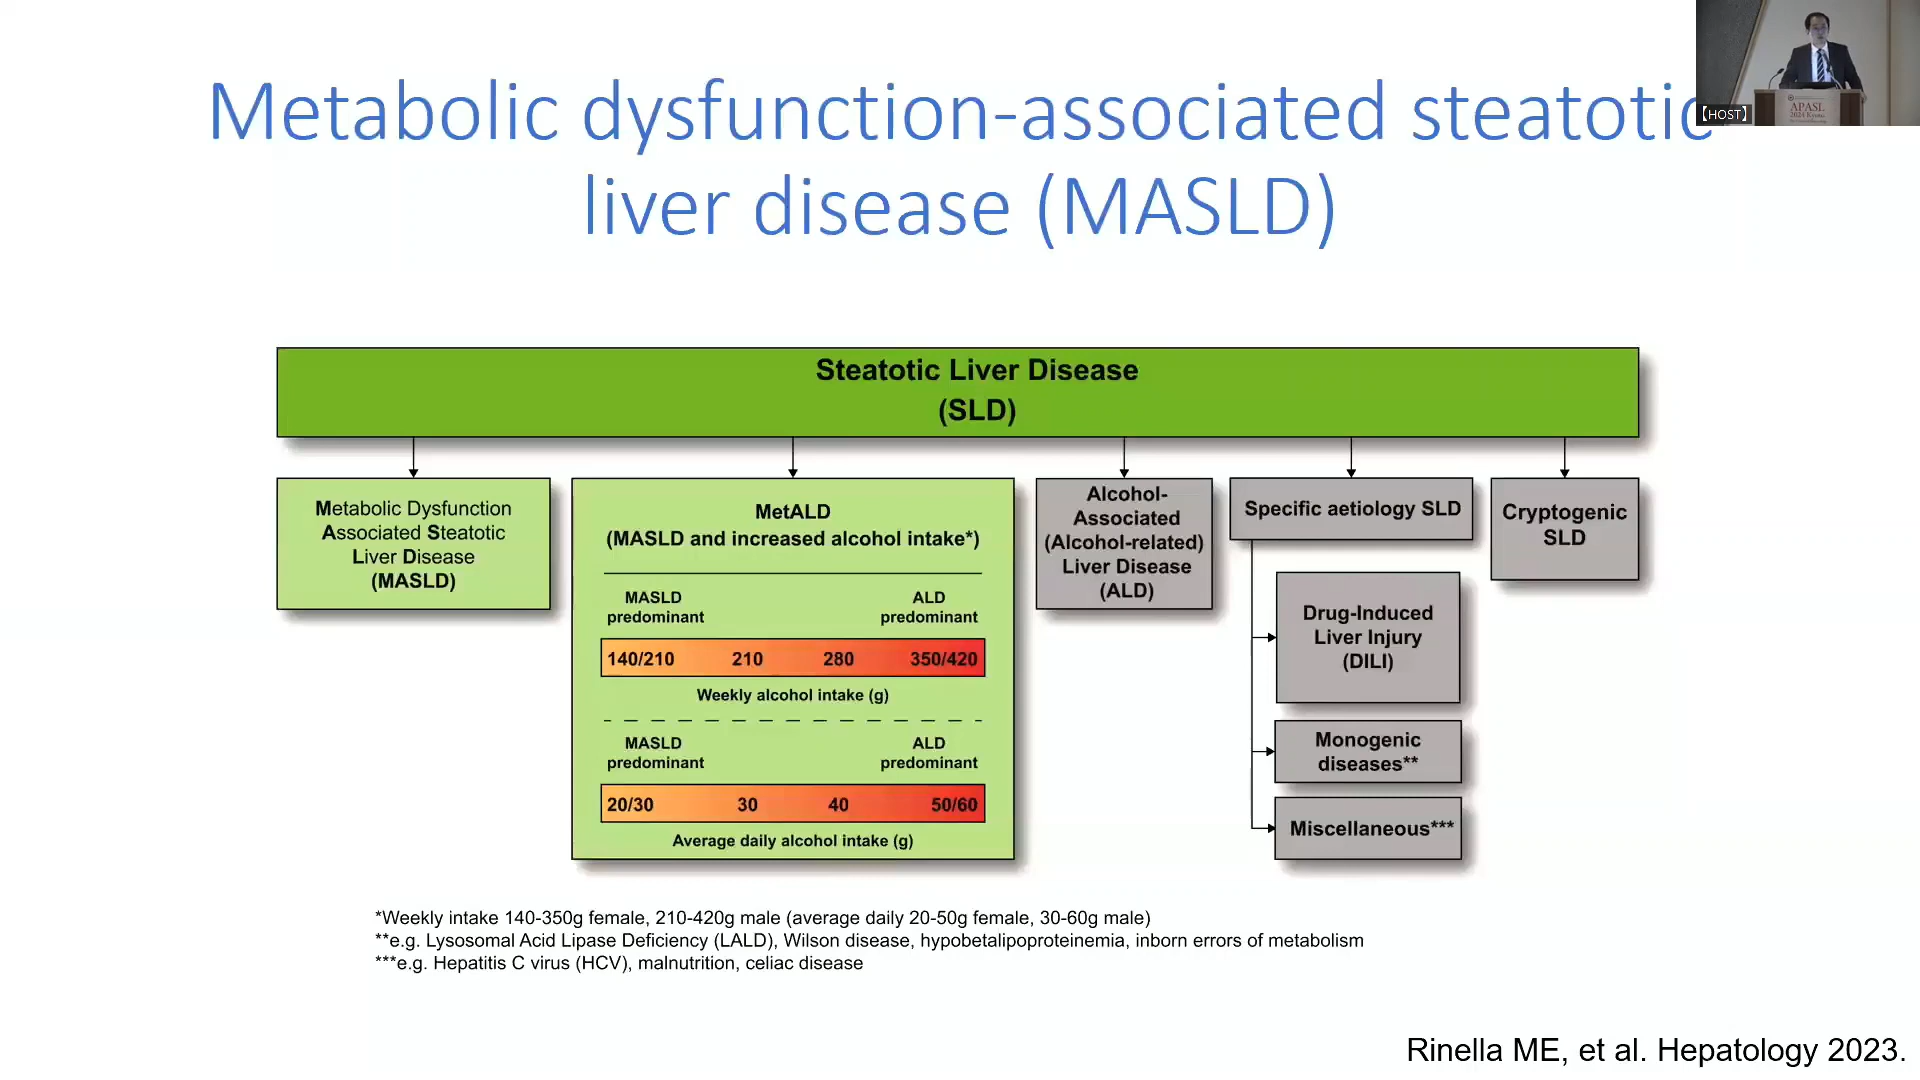 Metabolic dysfunction-associated steatotic
liver disease (MASLD)
【HOST】
APASL
Steatotic Liver Disease
(SLD)
Metabolic Dysfunction
Associated Steatotic
Liver Disease
(MASLD)
MetALD
(MASLD and increased alcohol intake*)
MASLD
predominant
ALD
predominant
140/210 210 280 350/420
Weekly alcohol intake (g)
MASLD
predominant
ALD
predominant
20/30 30 40 50/60
Average daily alcohol intake (g)
Alcohol-
Associated
(Alcohol-related)
Liver Disease
(ALD)
Specific aetiology SLD
Drug-Induced
Liver Injury
(DILI)
Monogenic
diseases**
Miscellaneous***
Cryptogenic
SLD
*Weekly intake 140-350g female, 210-420g male (average daily 20-50g female, 30-60g male)
**e.g. Lysosomal Acid Lipase Deficiency (LALD), Wilson disease, hypobetalipoproteinemia, inborn errors of metabolism
***e.g. Hepatitis C virus (HCV), malnutrition, celiac disease
Rinella ME, et al. Hepatology 2023.